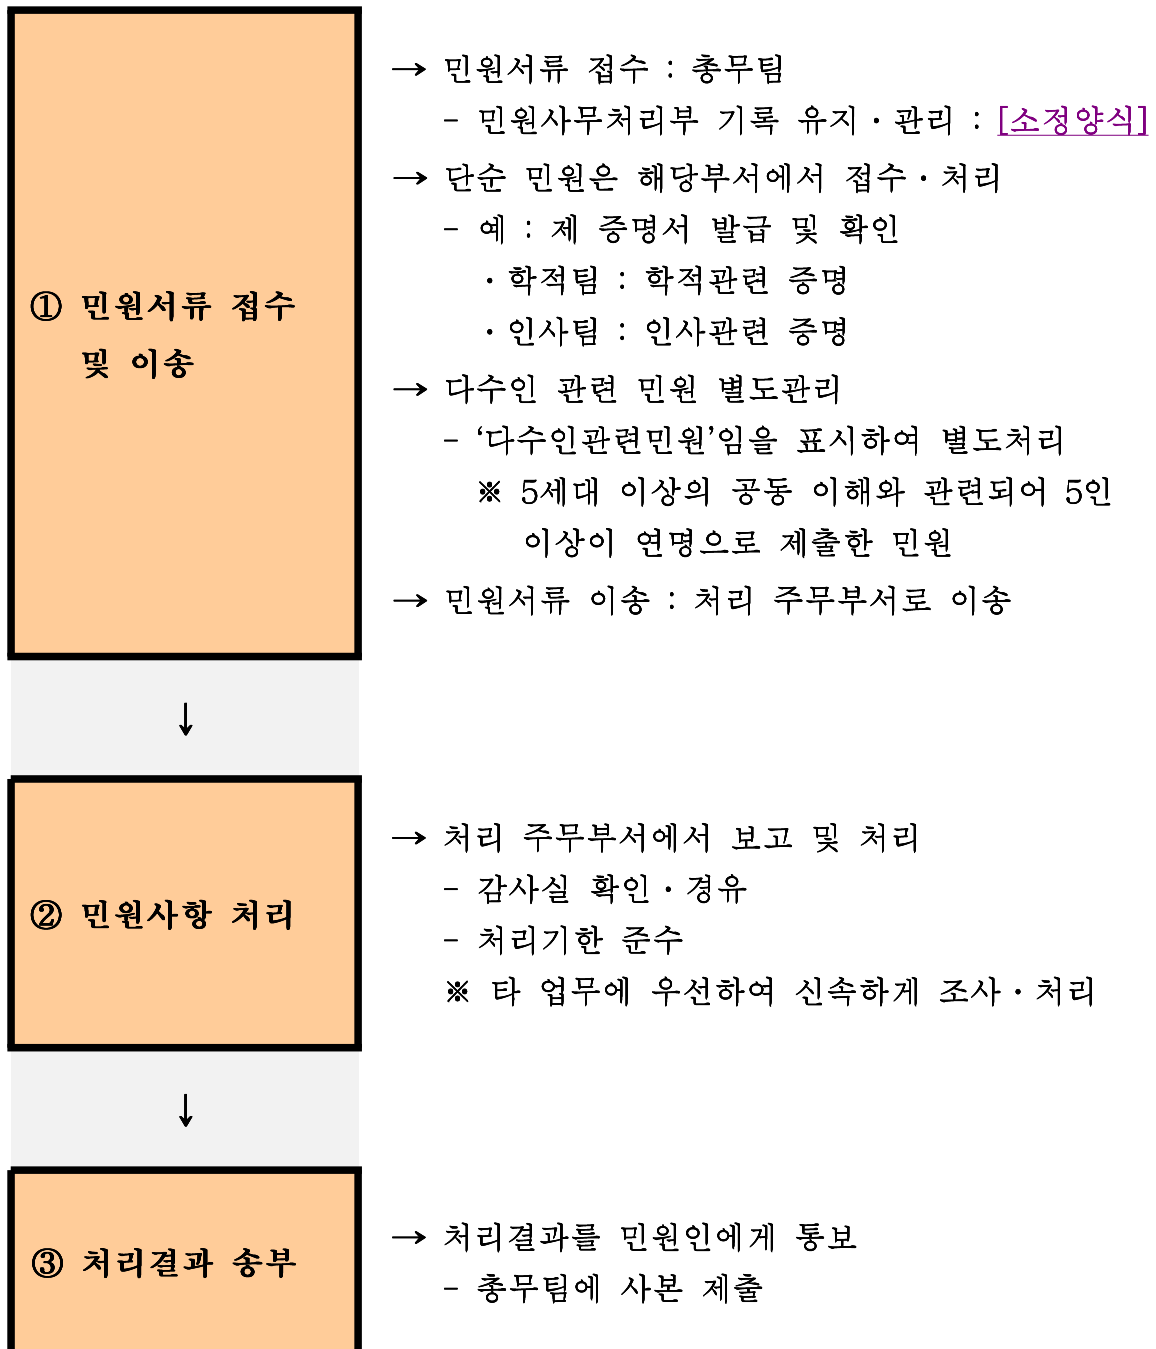 ① 민원서류 접수
및 이송
→ 민원서류 접수 : 총무팀
- 민원사무처리부 기록 유지・관리 : [소정양식]
→ 단순 민원은 해당부서에서 접수・처리
- 예 : 제 증명서 발급 및 확인
・학적팀 : 학적관련 증명
・인사팀 : 인사관련 증명
→ 다수인 관련 민원 별도관리
- ‘다수인관련민원’임을 표시하여 별도처리
※ 5세대 이상의 공동 이해와 관련되어 5인
이상이 연명으로 제출한 민원
→ 민원서류 이송 : 처리 주무부서로 이송
↓
② 민원사항 처리
→ 처리 주무부서에서 보고 및 처리
- 감사실 확인・경유
- 처리기한 준수
※ 타 업무에 우선하여 신속하게 조사・처리
↓
③ 처리결과 송부
→ 처리결과를 민원인에게 통보
- 총무팀에 사본 제출